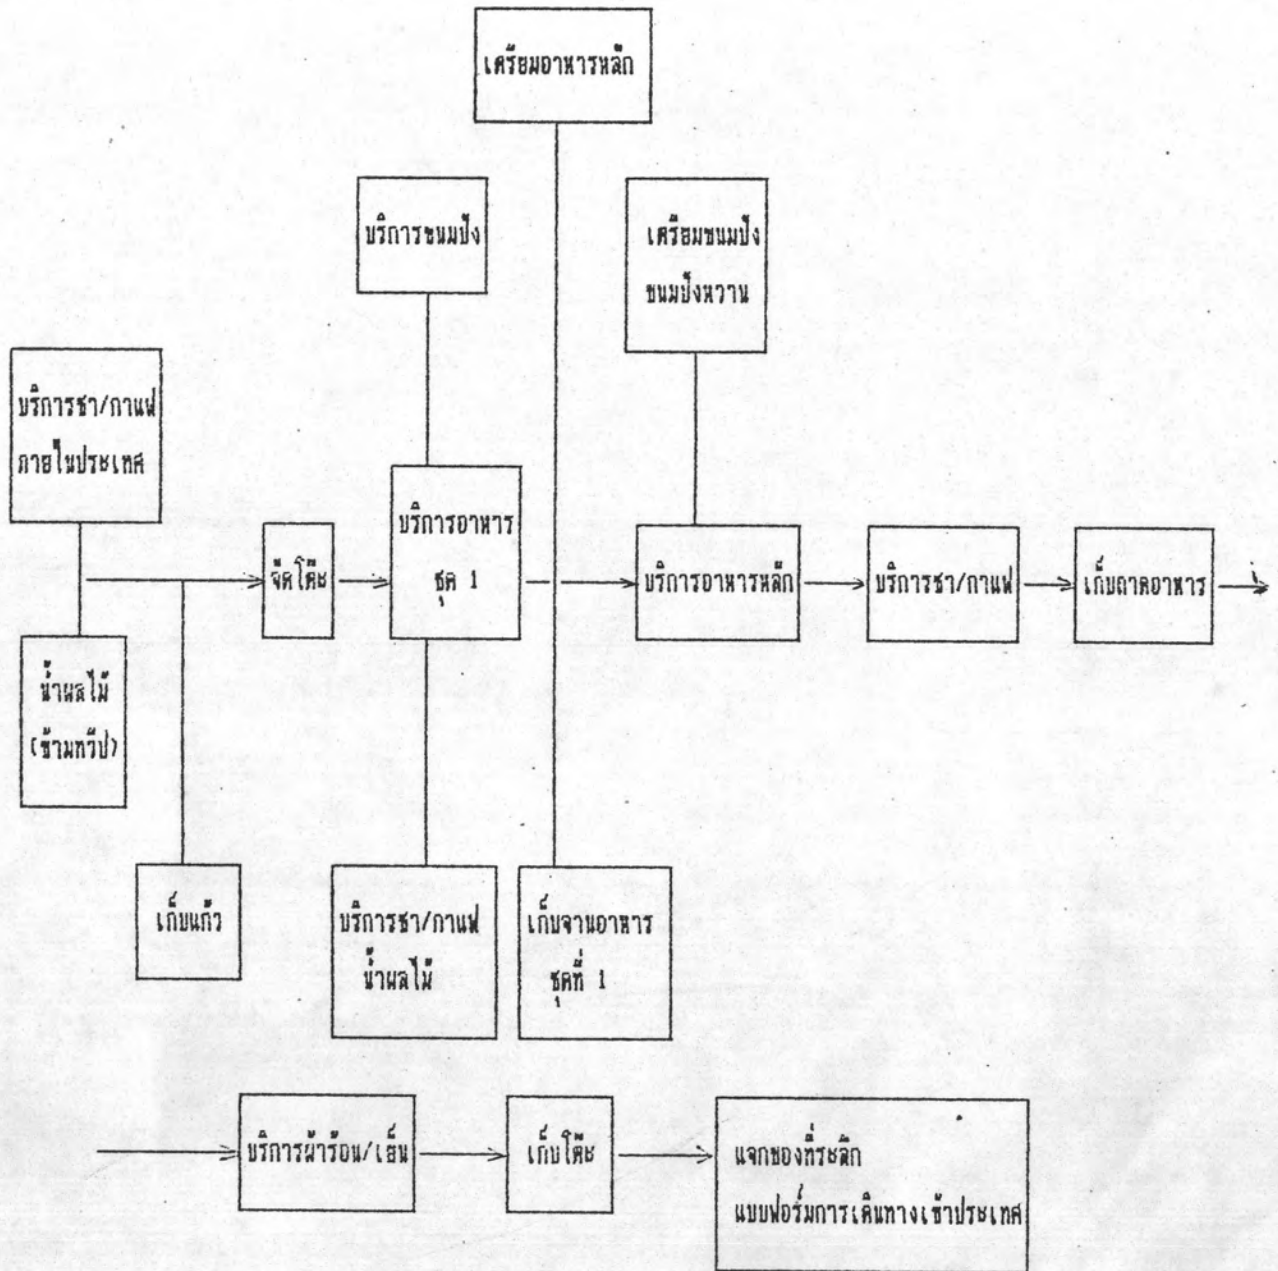 เตรียมอาหารหลัก
บริการขนมปัง
เตรียมขนมปัง
ขนมปังหวาน
บริการชา/กาแฟ
ภายในประเทศ
จัดโต๊ะ
บริการอาหาร
ชุด 1
บริการอาหารหลัก
บริการชา/กาแฟ
เก็บถาดอาหาร
น้ำผลไม้
(ข้ามทวีป)
เก็บแก้ว
บริการชา/กาแฟ
น้ำผลไม้
เก็บจานอาหาร
ชุดที่ 1
บริการผ้าร้อน/เย็น
เก็บโต๊ะ
แจกของที่ระลึก
แบบฟอร์มการเดินทางเข้าประเทศ